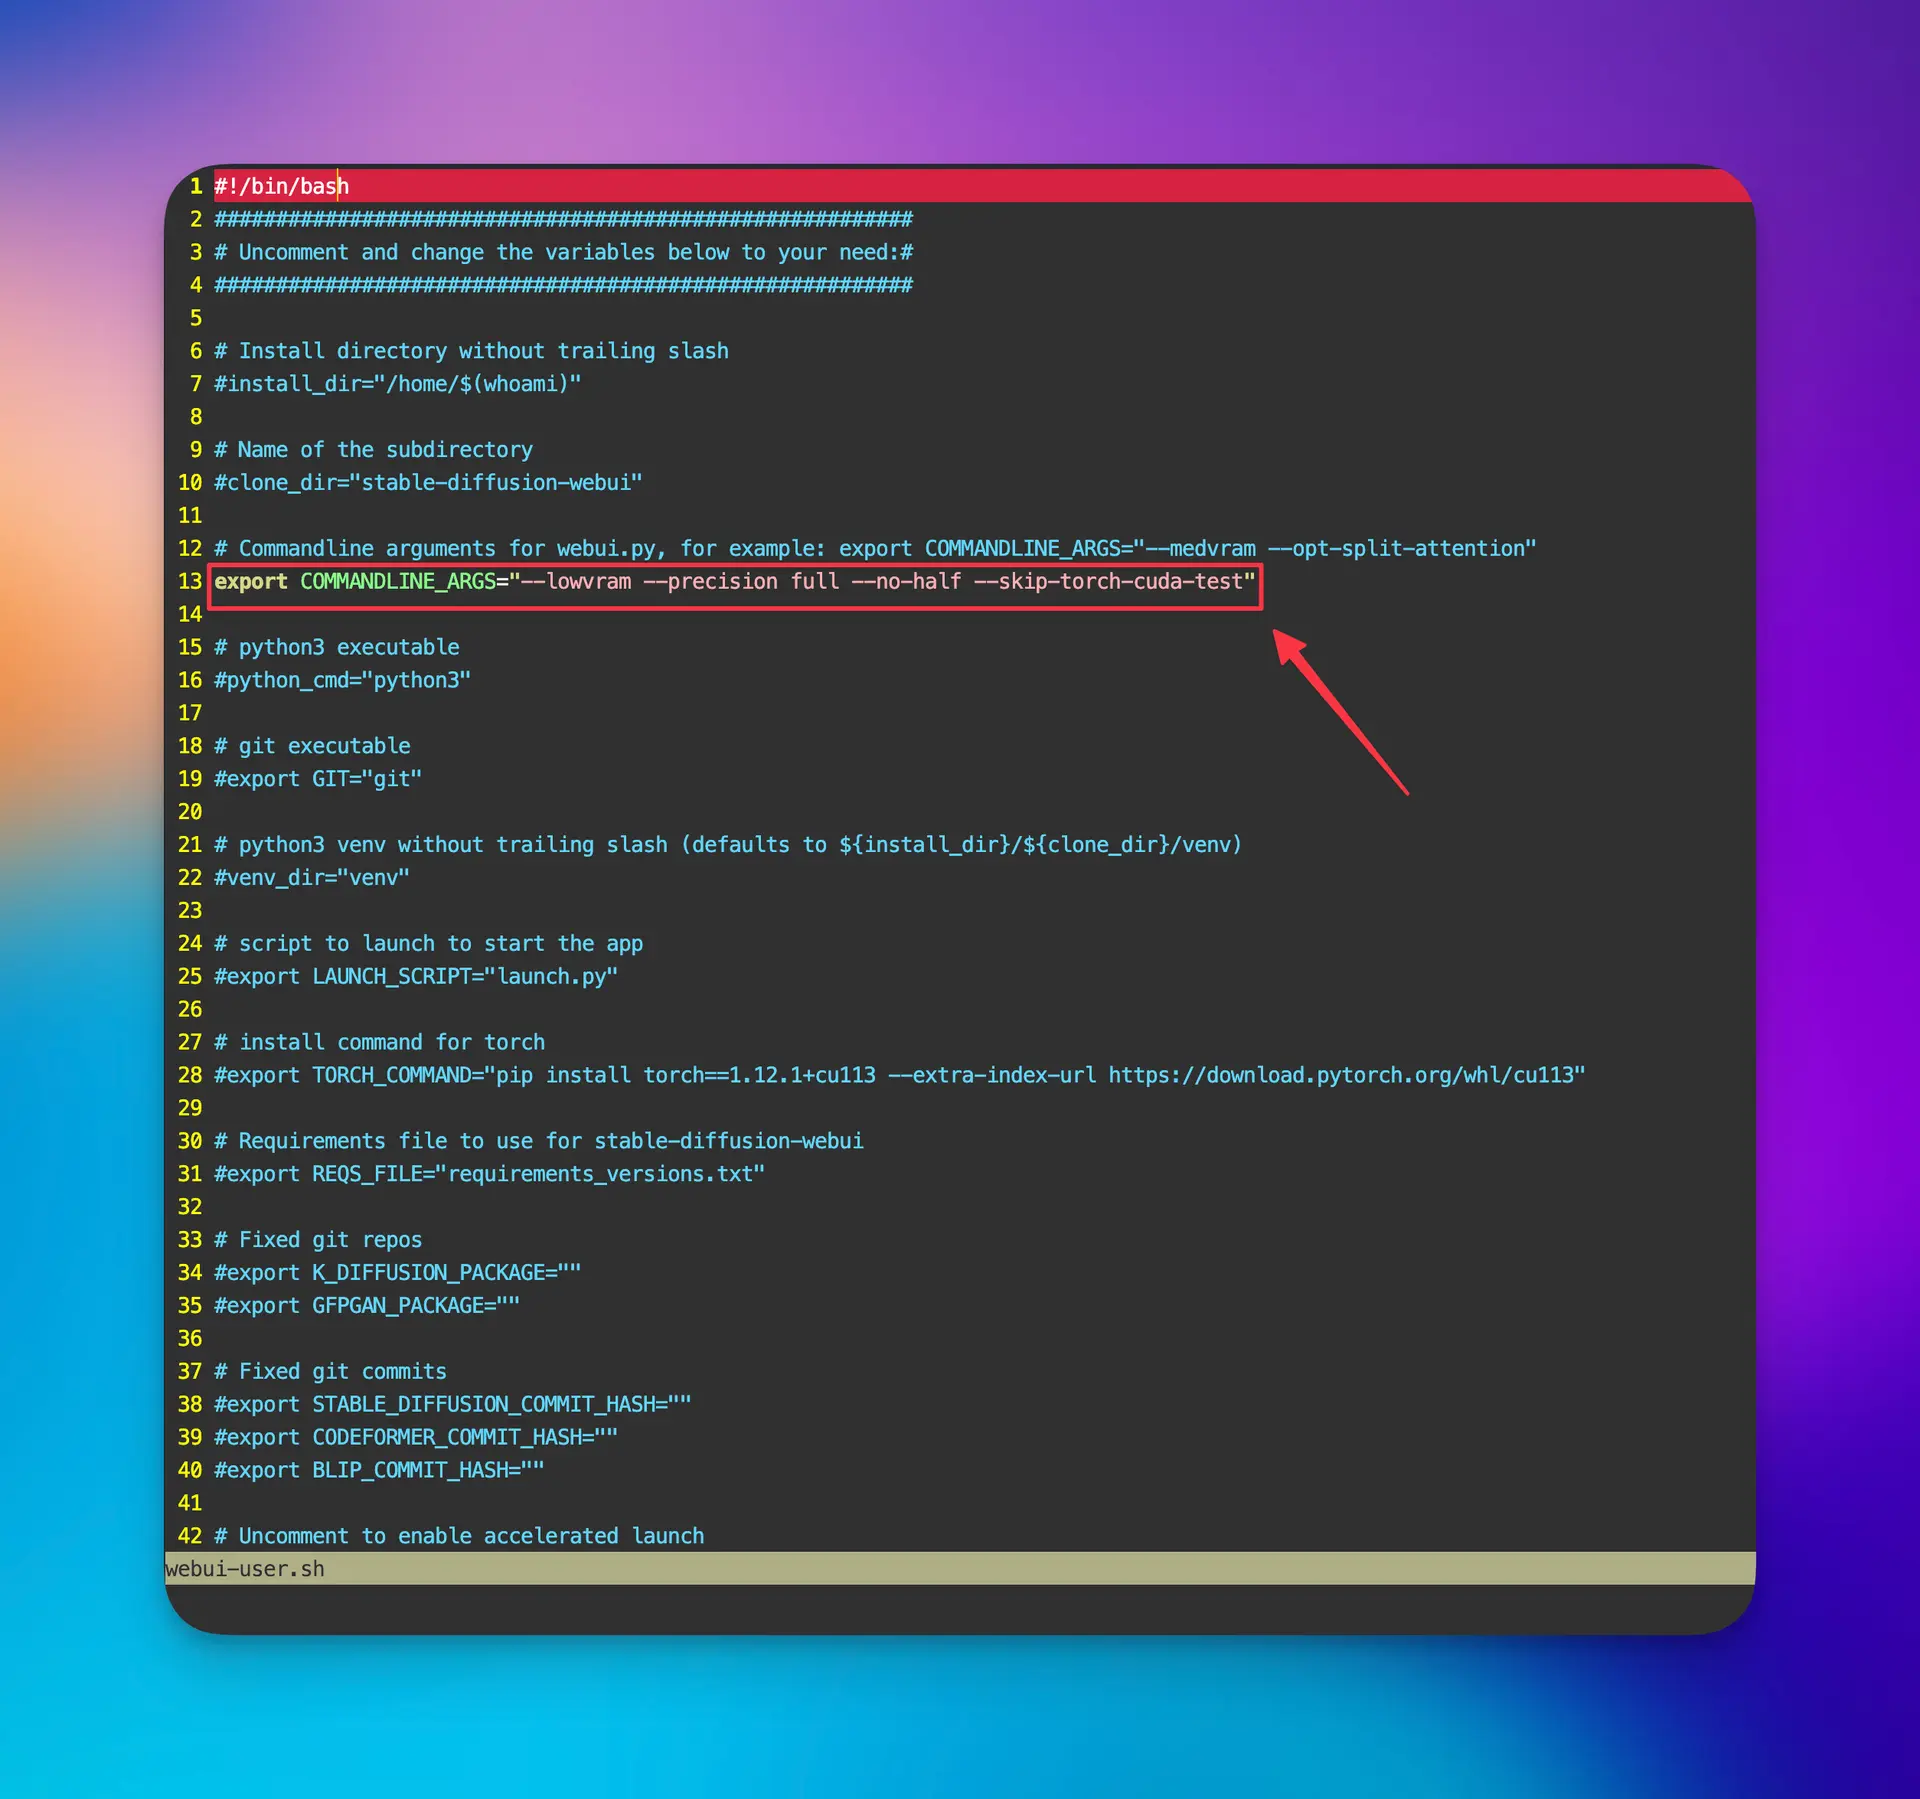 1 #!/bin/bash
2 #########################################################
3 # Uncomment and change the variables below to your need:#
4 #########################################################
5
6 # Install directory without trailing slash
7 #install_dir="/home/$(whoami)"
8
9 # Name of the subdirectory
10 #clone_dir="stable-diffusion-webui"
11
12 # Commandline arguments for webui.py, for example: export COMMANDLINE_ARGS="--medvram --opt-split-attention"
13 export COMMANDLINE_ARGS="--lowvram --precision full --no-half --skip-torch-cuda-test"
14
15 # python3 executable
16 #python_cmd="python3"
17
18 # git executable
19 #export GIT="git"
20
21 # python3 venv without trailing slash (defaults to ${install_dir}/${clone_dir}/venv)
22 #venv_dir="venv"
23
24 # script to launch to start the app
25 #export LAUNCH_SCRIPT="launch.py"
26
27 # install command for torch
28 #export TORCH_COMMAND="pip install torch==1.12.1+cu113 --extra-index-url https://download.pytorch.org/whl/cu113"
29
30 # Requirements file to use for stable-diffusion-webui
31 #export REQS_FILE="requirements_versions.txt"
32
33 # Fixed git repos
34 #export K_DIFFUSION_PACKAGE=""
35 #export GFPGAN_PACKAGE=""
36
37 # Fixed git commits
38 #export STABLE_DIFFUSION_COMMIT_HASH=""
39 #export CODEFORMER_COMMIT_HASH=""
40 #export BLIP_COMMIT_HASH=""
41
42 # Uncomment to enable accelerated launch
webui-user.sh